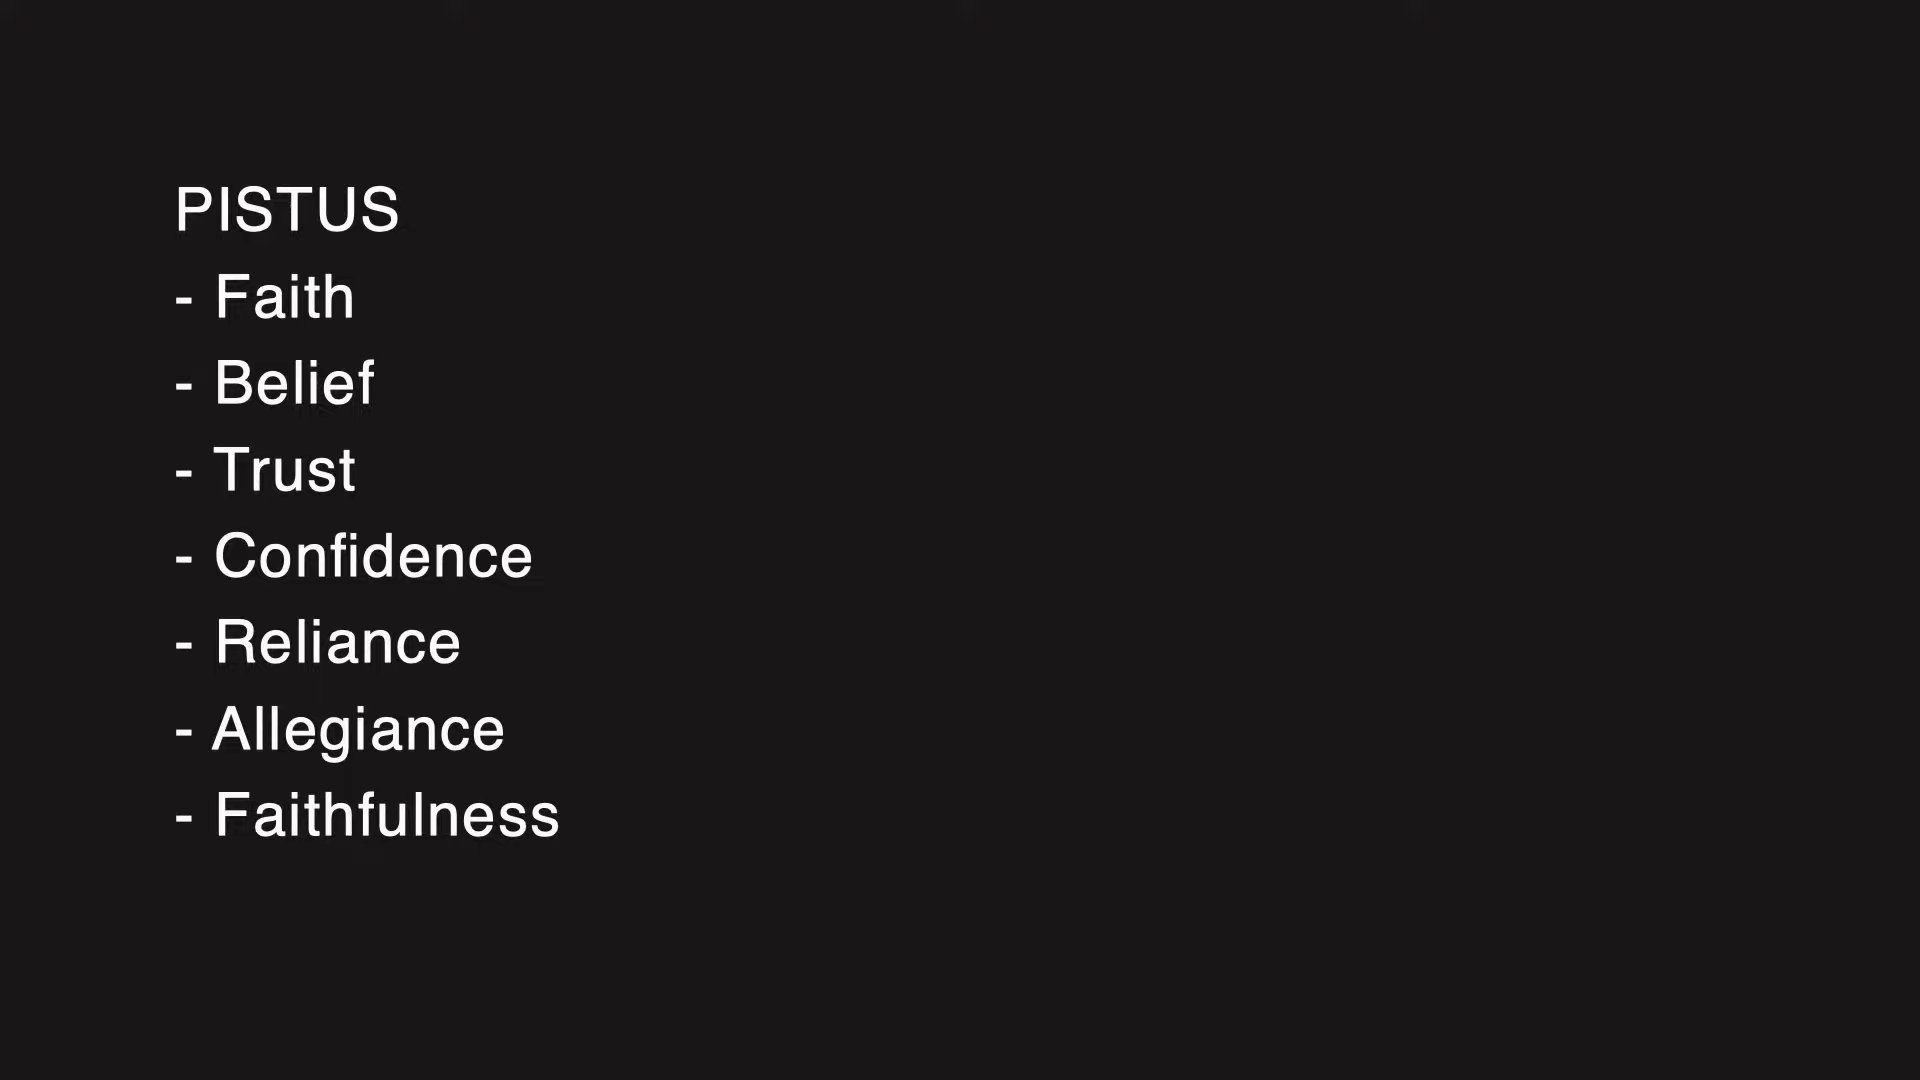 PISTUS
- Faith
- Belief
- Trust
- Confidence
- Reliance
- Allegiance
- Faithfulness